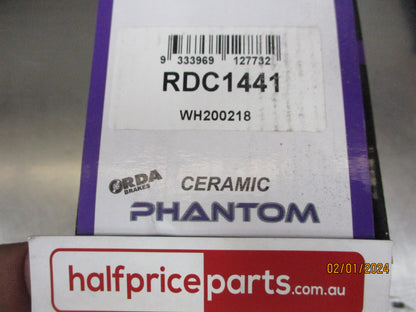 9 333969 127732
RDC1441
WH200218
ORDA
BRAKES
CERAMIC
PHANTOM
halfpriceparts.com.au
02/01/2024